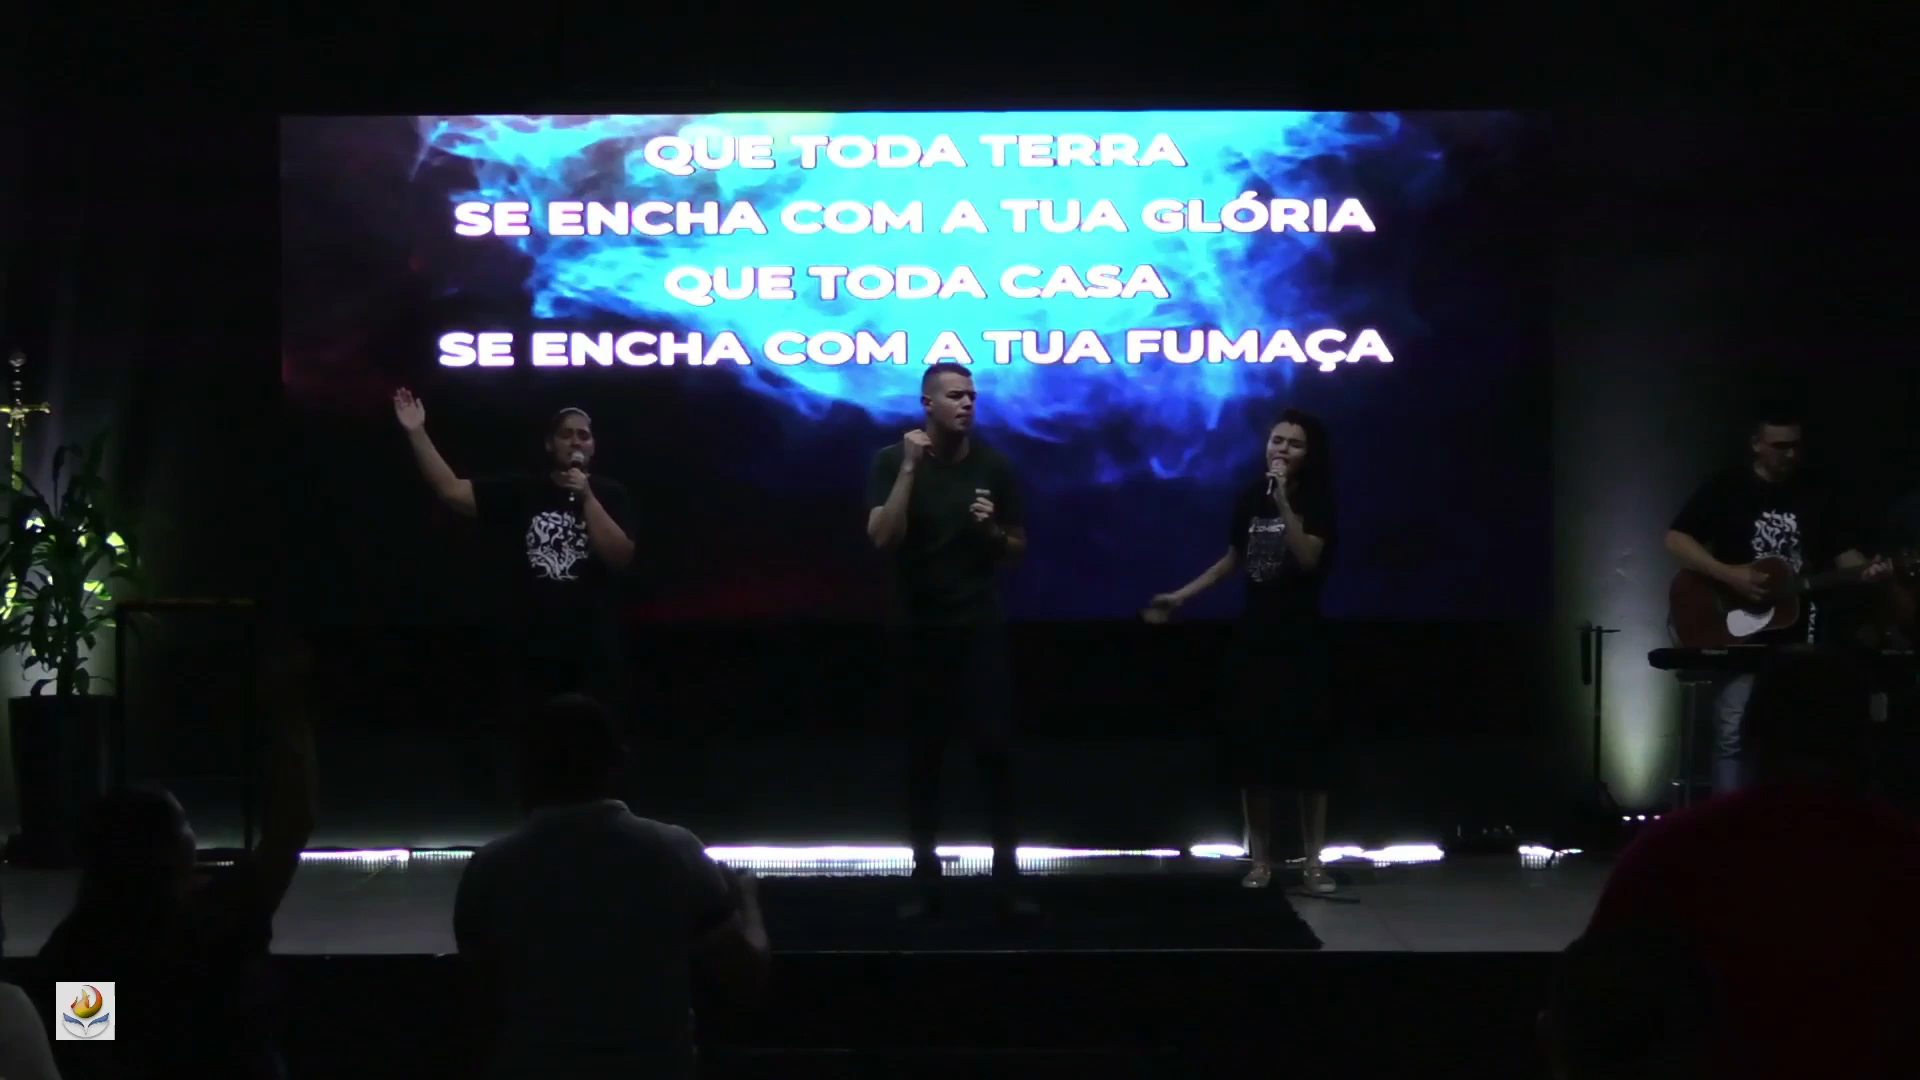 QUE TODA TERRA
SE ENCHA COM A TUA GLÓRIA
QUE TODA CASA
SE ENCHA COM A TUA FUMAÇA